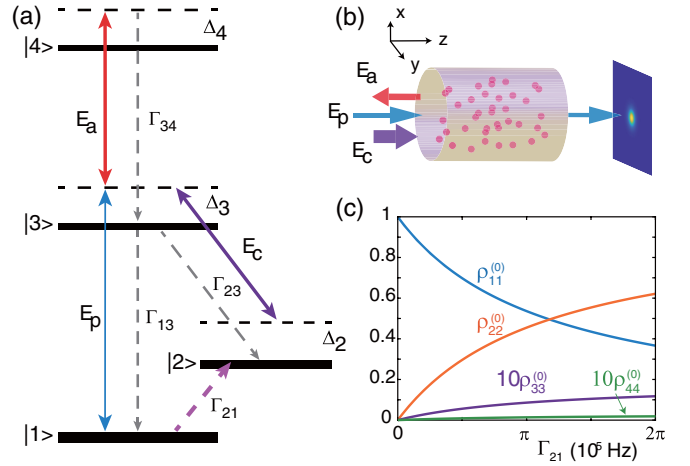 (a)
Δ4
|4>
Ea
Γ34
Δ3
|3>
Ec
Γ23
Ep
Γ13
Δ2
|2>
Γ21
|1>
(b)
x
z
y
Ea
Ep
Ec
(c)
1
0.8
0.6
0.4
0.2
0
ρ11(0)
ρ22(0)
10ρ33(0)
10ρ44(0)
0
π
2π
Γ21 (10⁵ Hz)